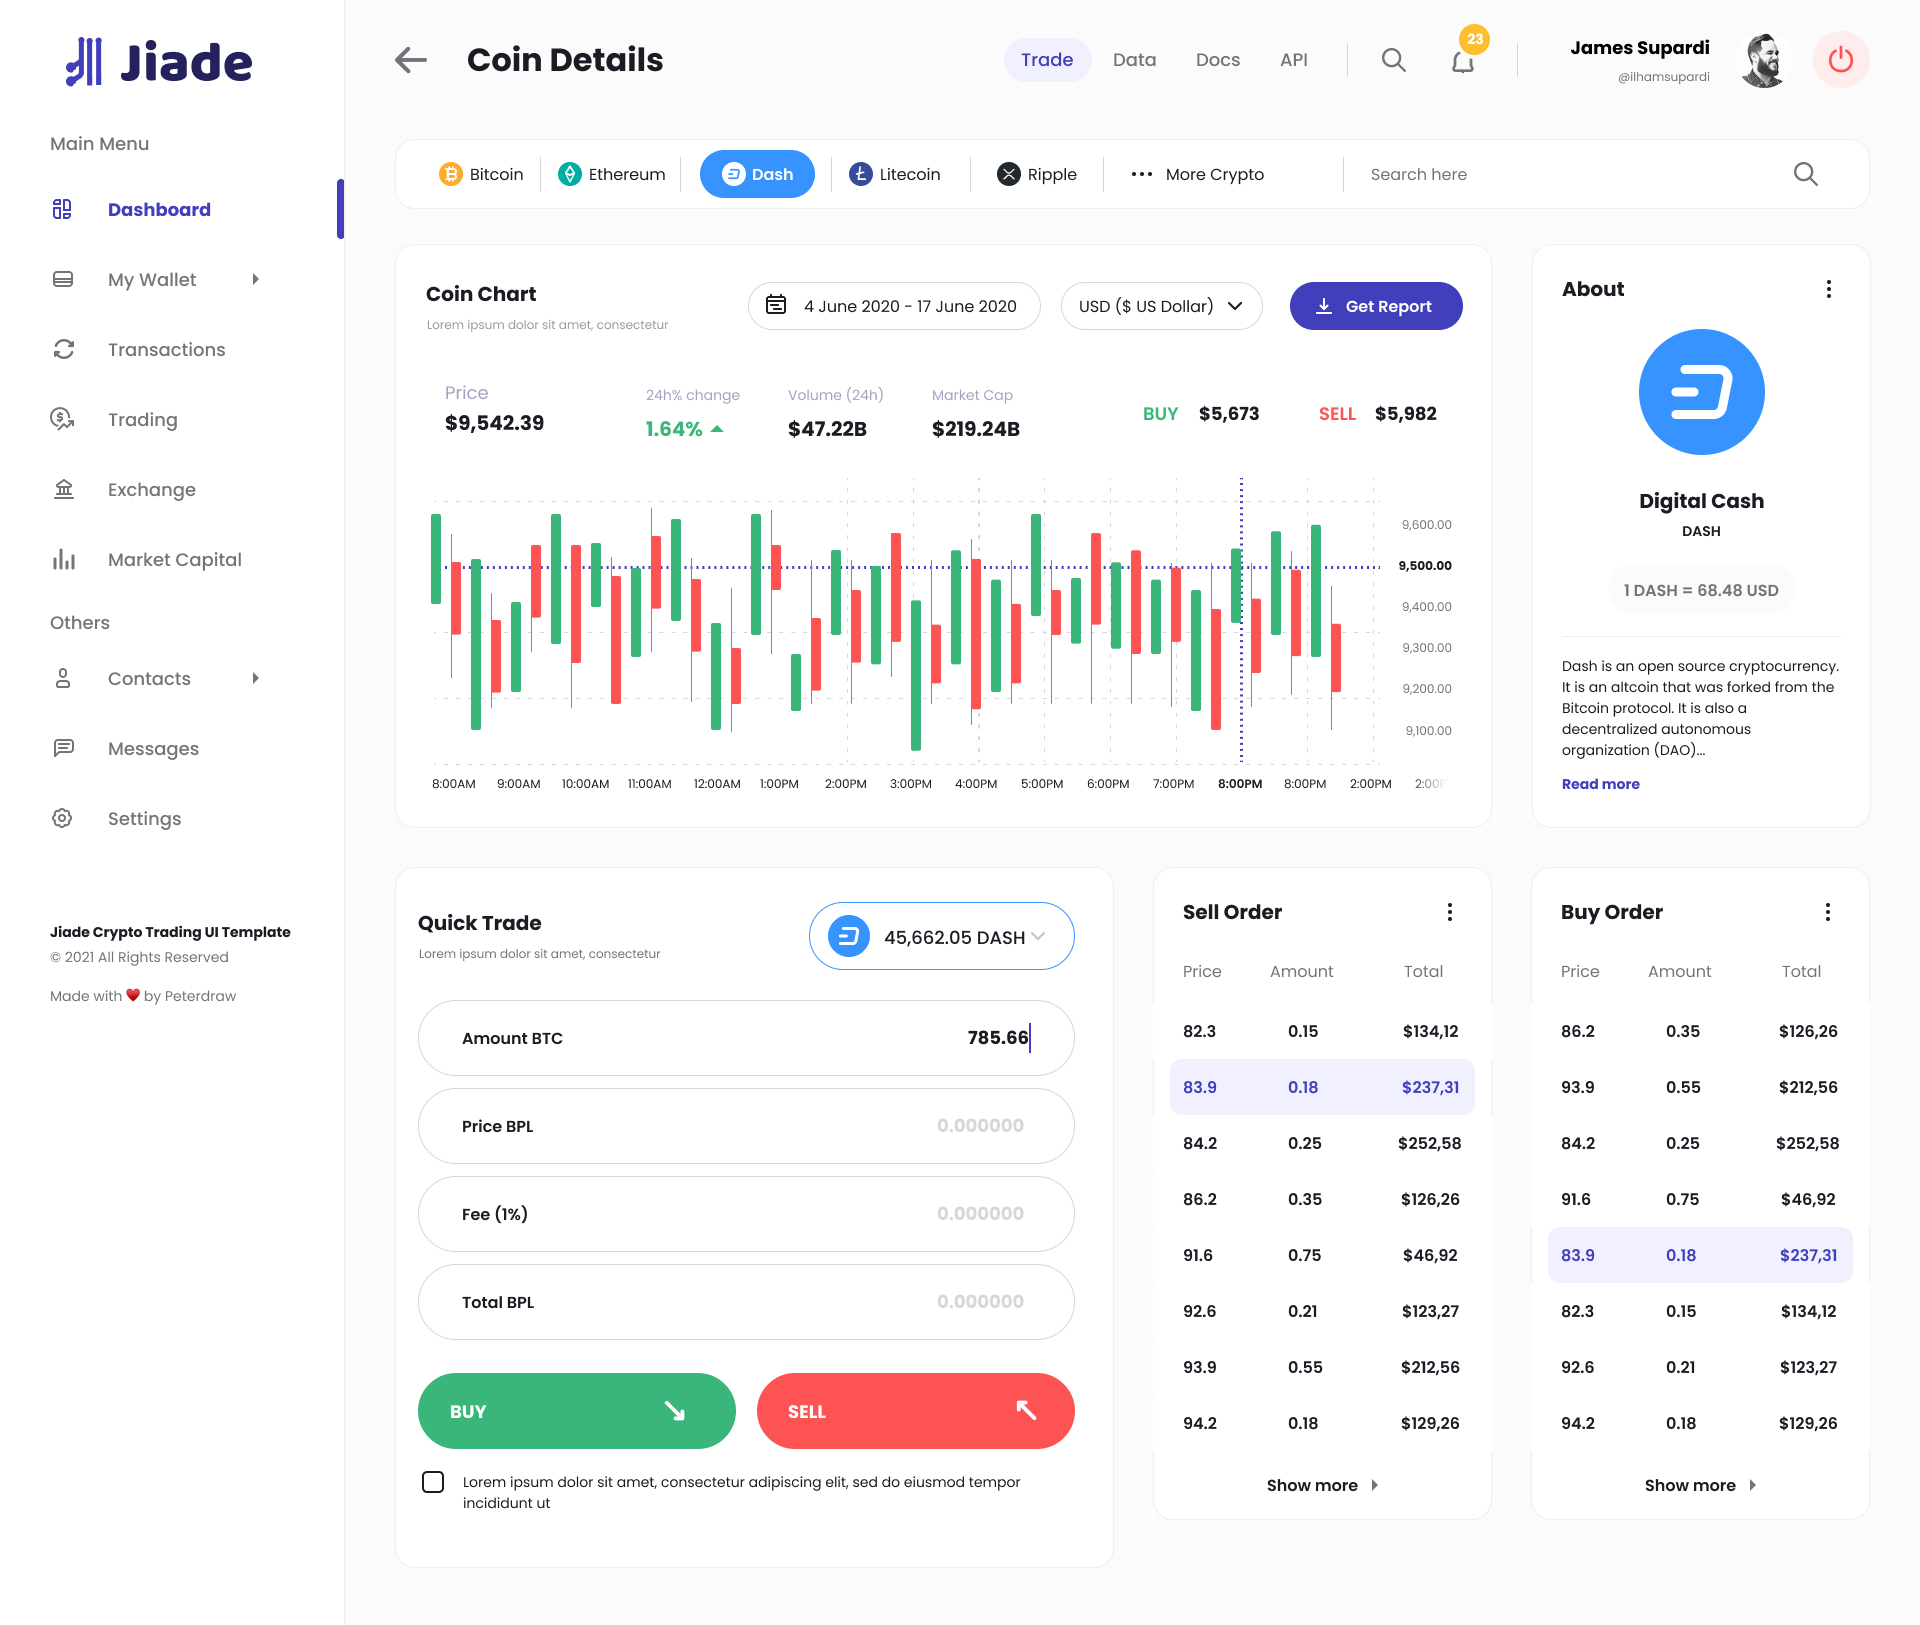 Jiade
Main Menu
Dashboard
My Wallet
Transactions
Trading
Exchange
Market Capital
Others
Contacts
Messages
Settings
Jiade Crypto Trading UI Template
© 2021 All Rights Reserved
Made with ❤ by Peterdraw
Coin Details
Trade Data Docs API
23
James Supardi
@ilhamsupardi
Bitcoin Ethereum Dash Litecoin Ripple More Crypto Search here
Coin Chart
Lorem ipsum dolor sit amet, consectetur
4 June 2020 - 17 June 2020 USD ($ US Dollar) Get Report
Price 24h% change Volume (24h) Market Cap
$9,542.39 1.64% $47.22B $219.24B
BUY $5,673 SELL $5,982
9,600.00
9,500.00
9,400.00
9,300.00
9,200.00
9,100.00
8:00AM 9:00AM 10:00AM 11:00AM 12:00AM 1:00PM 2:00PM 3:00PM 4:00PM 5:00PM 6:00PM 7:00PM 8:00PM 8:00PM 2:00PM 2:00P
About
Digital Cash
DASH
1 DASH = 68.48 USD
Dash is an open source cryptocurrency.
It is an altcoin that was forked from the
Bitcoin protocol. It is also a
decentralized autonomous
organization (DAO)...
Read more
Quick Trade
Lorem ipsum dolor sit amet, consectetur
45,662.05 DASH
Amount BTC 785.66
Price BPL 0.000000
Fee (1%) 0.000000
Total BPL 0.000000
BUY SELL
Lorem ipsum dolor sit amet, consectetur adipiscing elit, sed do eiusmod tempor
incididunt ut
Sell Order
Price Amount Total
82.3 0.15 $134,12
83.9 0.18 $237,31
84.2 0.25 $252,58
86.2 0.35 $126,26
91.6 0.75 $46,92
92.6 0.21 $123,27
93.9 0.55 $212,56
94.2 0.18 $129,26
Show more
Buy Order
Price Amount Total
86.2 0.35 $126,26
93.9 0.55 $212,56
84.2 0.25 $252,58
91.6 0.75 $46,92
83.9 0.18 $237,31
82.3 0.15 $134,12
92.6 0.21 $123,27
94.2 0.18 $129,26
Show more